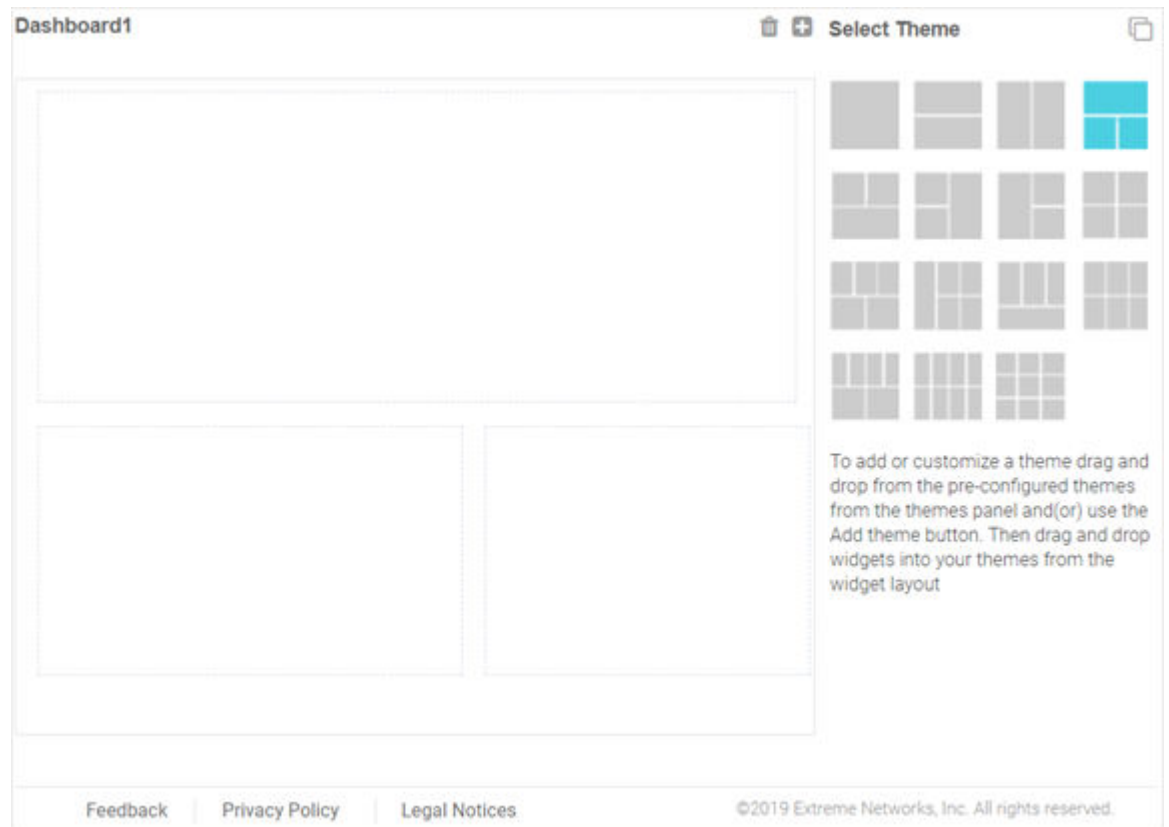 Dashboard1
Select Theme
To add or customize a theme drag and
drop from the pre-configured themes
from the themes panel and(or) use the
Add theme button. Then drag and drop
widgets into your themes from the
widget layout
Feedback
Privacy Policy
Legal Notices
©2019 Extreme Networks, Inc. All rights reserved.